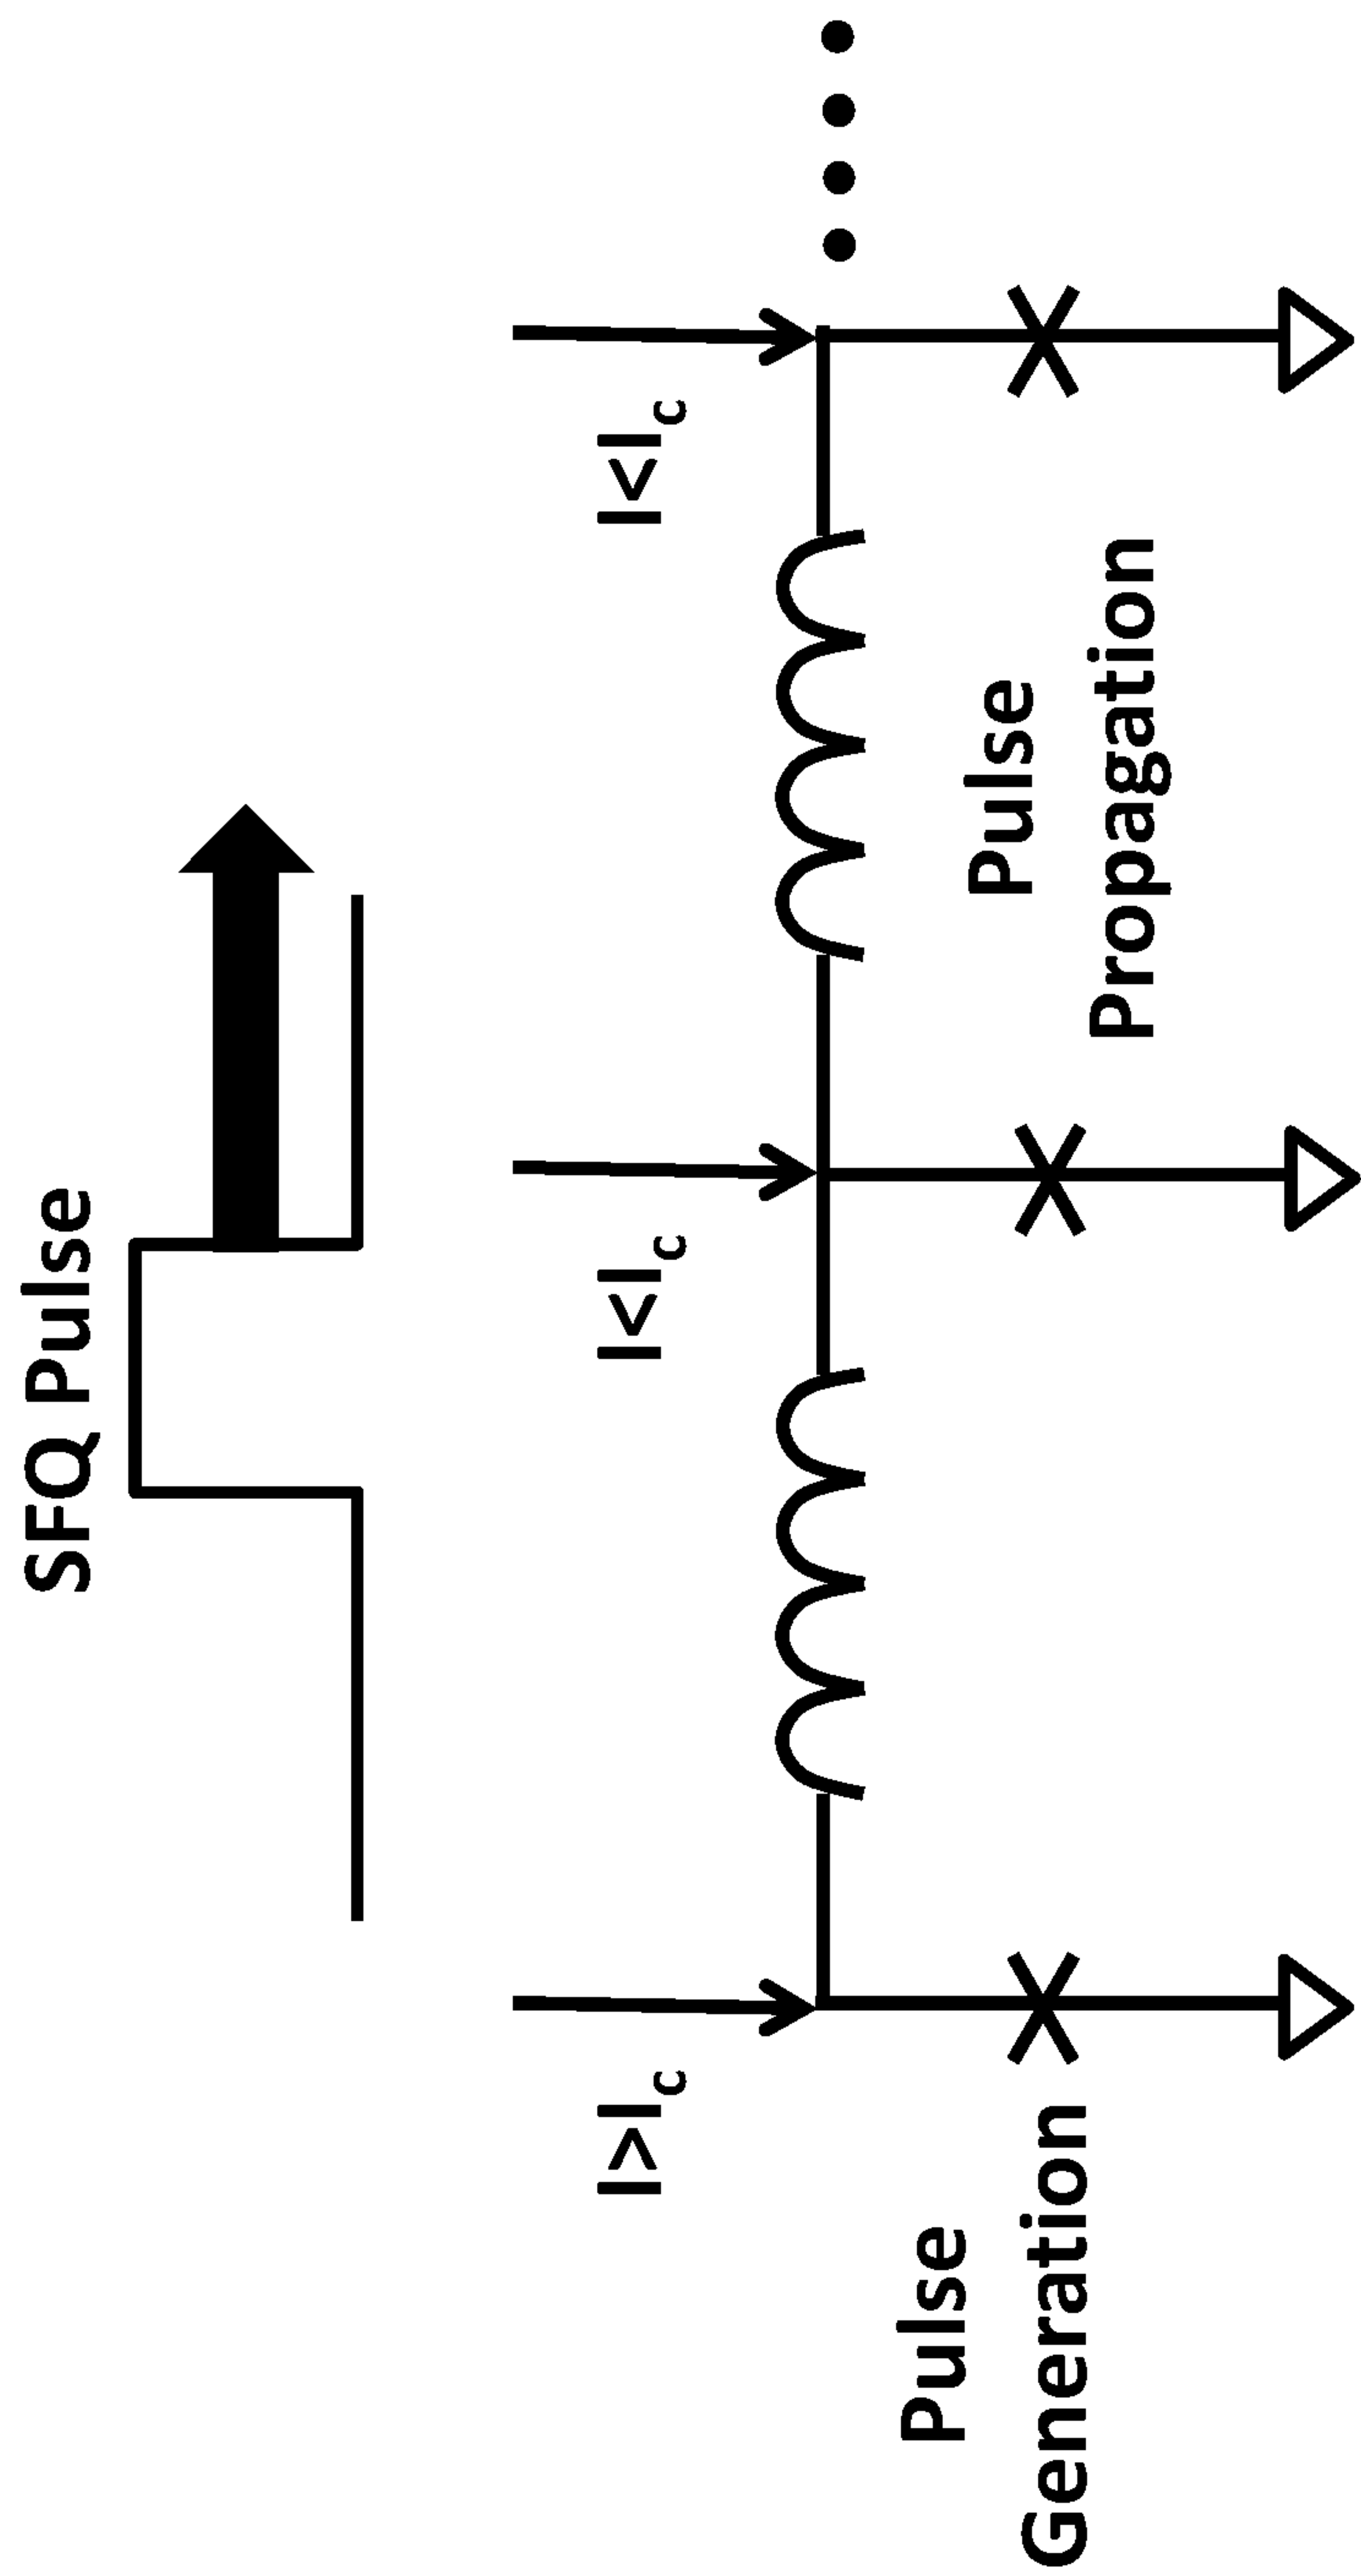 SFQ Pulse
I>Ic
I<Ic
I<Ic
Pulse
Generation
Pulse
Propagation